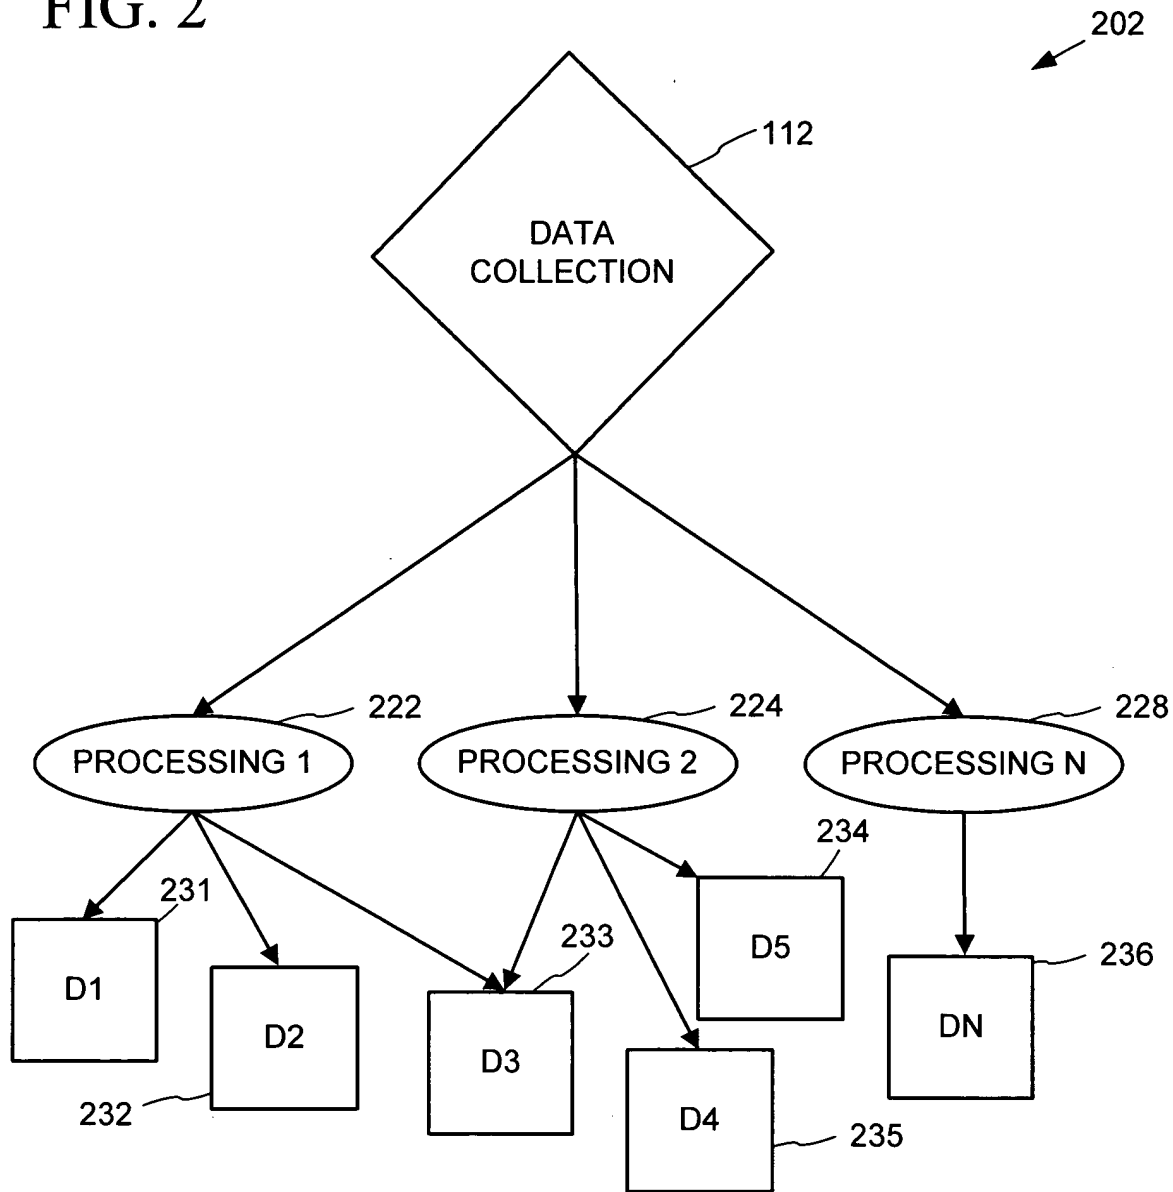 FIG. 2
202
112
DATA
COLLECTION
222
224
228
PROCESSING 1
PROCESSING 2
PROCESSING N
234
231
233
236
D1
D2
D3
D5
DN
232
D4
235